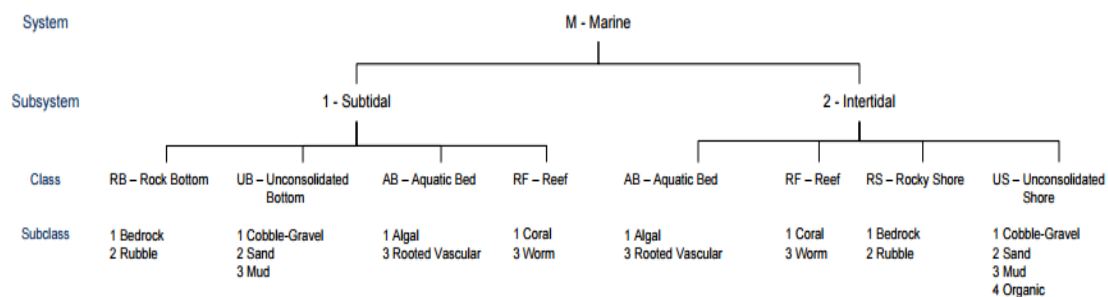 System
M - Marine
Subsystem
1 - Subtidal
2 - Intertidal
Class
RB – Rock Bottom
UB – Unconsolidated
Bottom
AB – Aquatic Bed
RF – Reef
AB – Aquatic Bed
RF – Reef
RS – Rocky Shore
US – Unconsolidated
Shore
Subclass
1 Bedrock
2 Rubble
1 Cobble-Gravel
2 Sand
3 Mud
1 Algal
3 Rooted Vascular
1 Coral
3 Worm
1 Algal
3 Rooted Vascular
1 Coral
3 Worm
1 Bedrock
2 Rubble
1 Cobble-Gravel
2 Sand
3 Mud
4 Organic